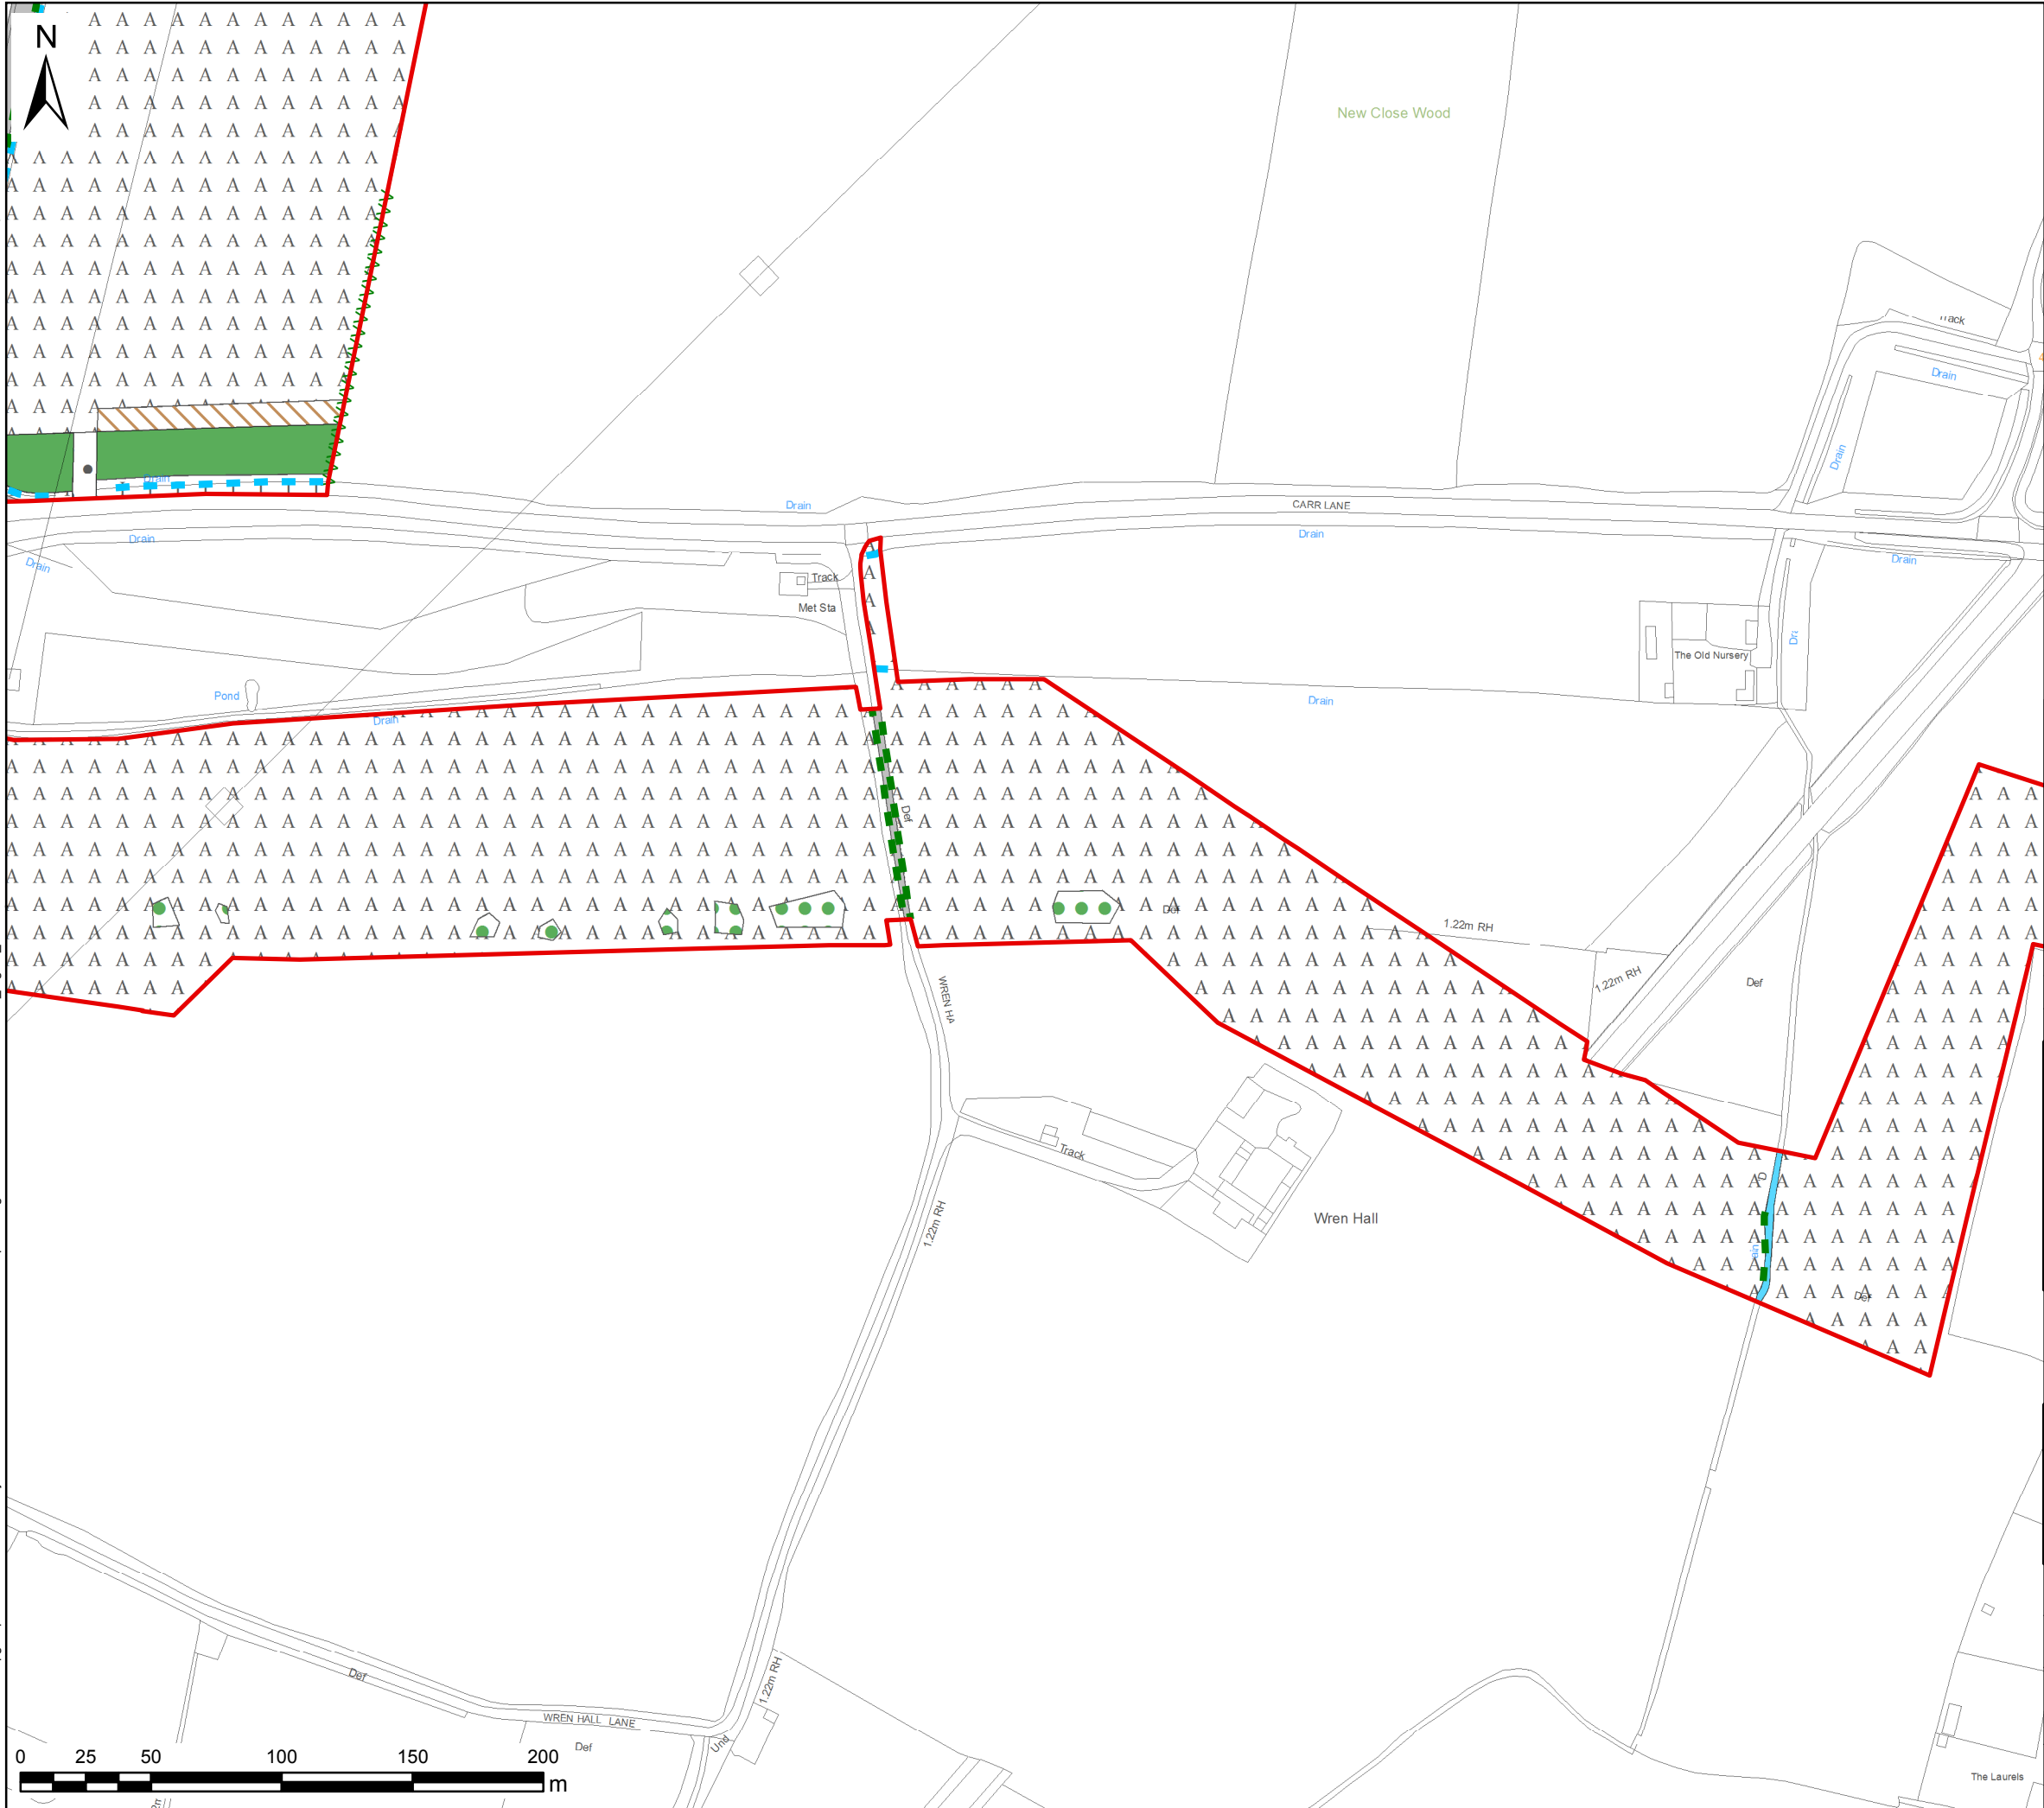 N
New Close Wood
Track
Drain
Drain
Drain
Drain
CARR LANE
Drain
Drain
Drain
Drain
Track
Met Sta
The Old Nursery
Pond
Drain
Drain
Def
Def
1.22m RH
1.22m RH
Def
WREN HA
Track
Wren Hall
1.22m RH
Def
1.22m RH
Def
WREN HALL LANE
Def
Und
The Laurels
0 25 50 100 150 200
m